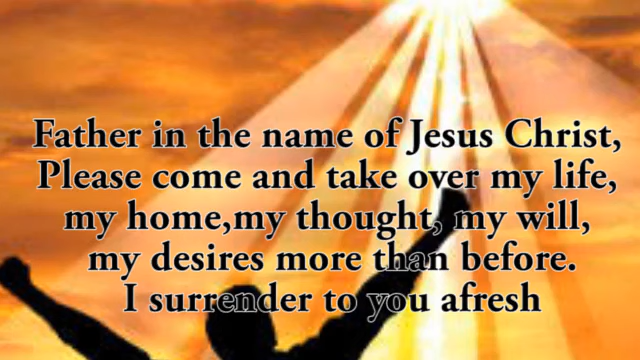 Father in the name of Jesus Christ,
Please come and take over my life,
my home,my thought, my will,
my desires more than before.
I surrender to you afresh